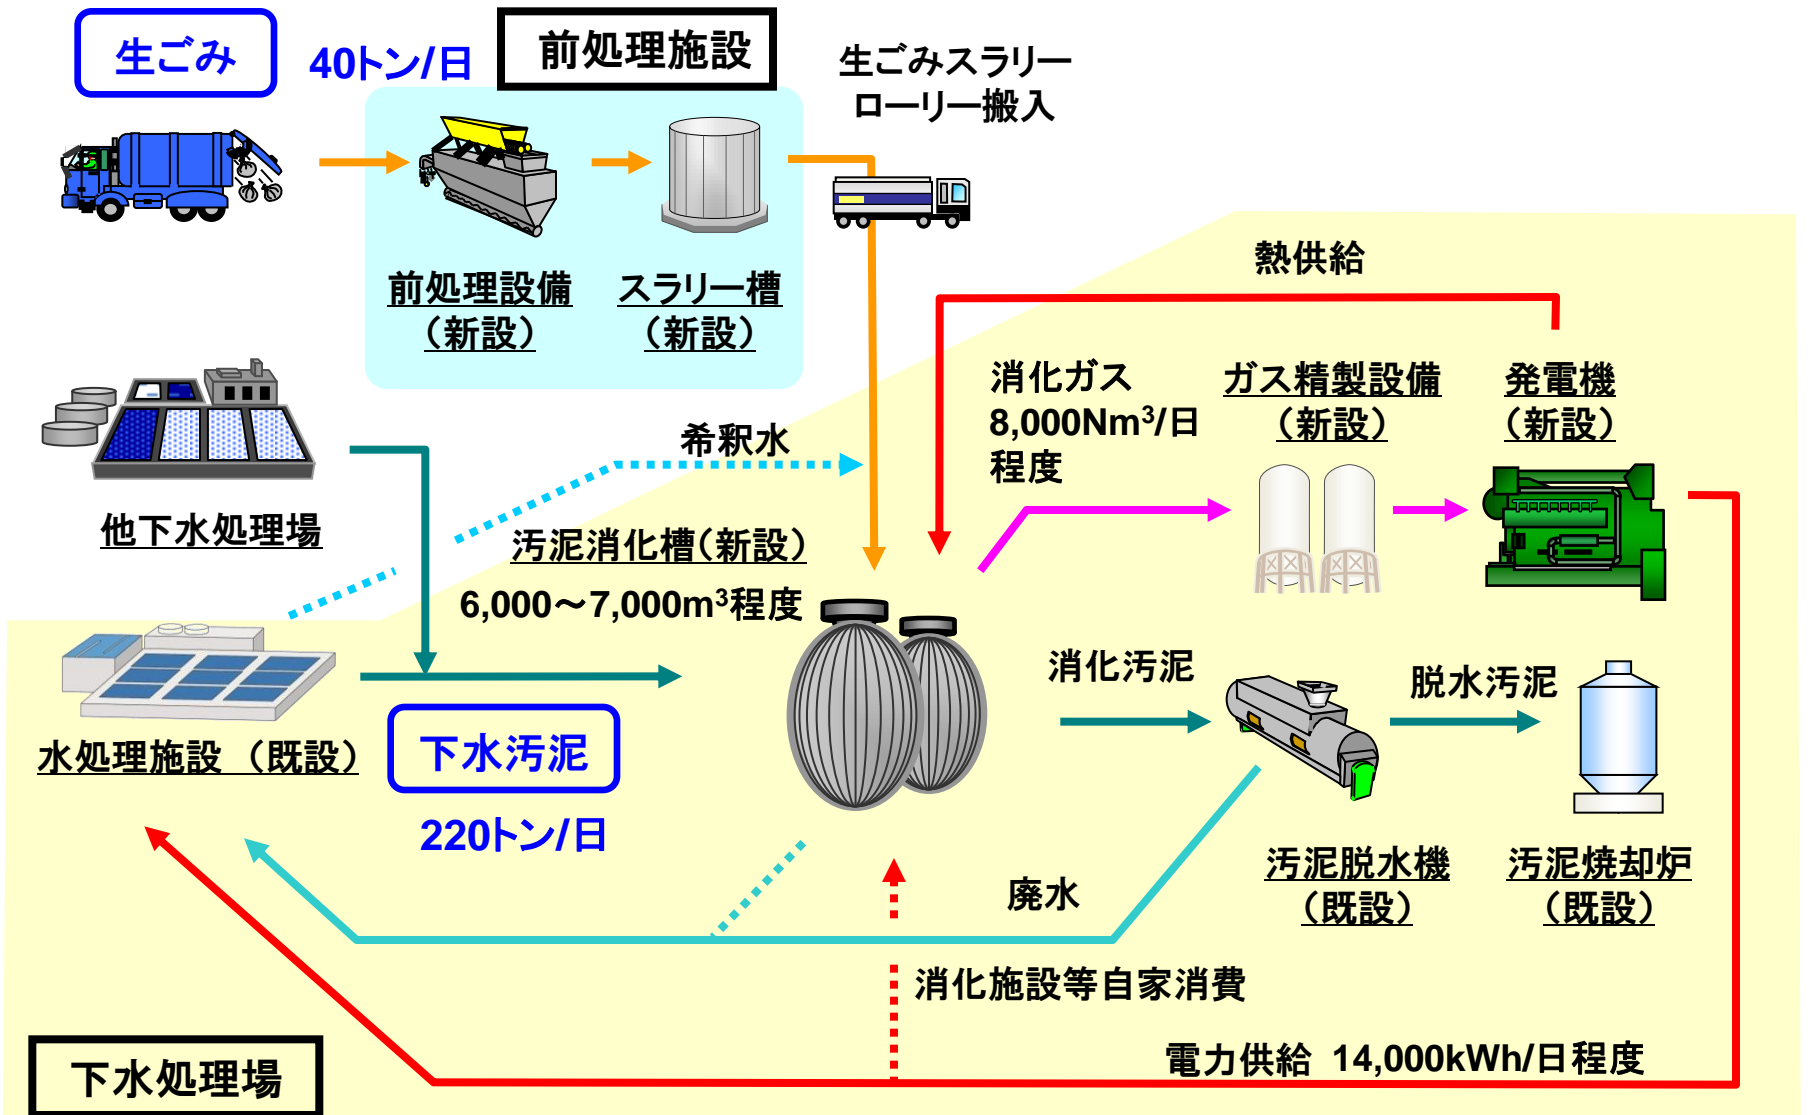 生ごみ
40トン/日
前処理施設
生ごみスラリー
ローリー搬入
前処理設備
（新設）
スラリー槽
（新設）
熱供給
消化ガス
8,000Nm³/日
程度
ガス精製設備
（新設）
発電機
（新設）
希釈水
他下水処理場
汚泥消化槽（新設）
6,000～7,000m³程度
消化汚泥
脱水汚泥
水処理施設 （既設）
下水汚泥
220トン/日
汚泥脱水機
（既設）
汚泥焼却炉
（既設）
廃水
消化施設等自家消費
電力供給 14,000kWh/日程度
下水処理場